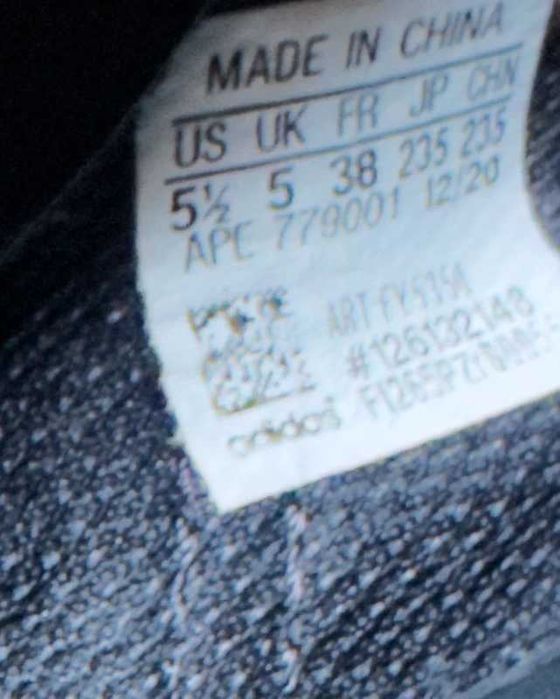 MADE IN CHINA
US UK FR JP CHN
5½ 5 38 235 235
APE 779001 12/20
ART
#126132148
adidas